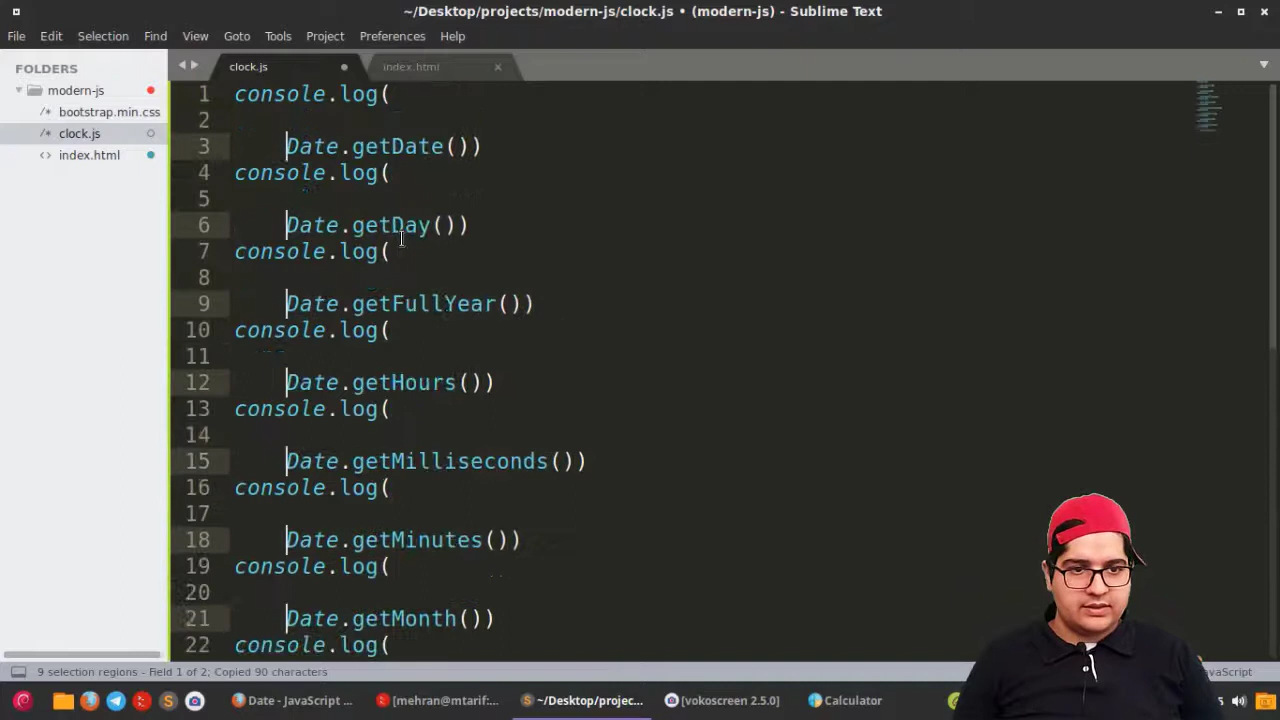 ~/Desktop/projects/modern-js/clock.js • (modern-js) - Sublime Text
File Edit Selection Find View Goto Tools Project Preferences Help
FOLDERS
modern-js
bootstrap.min.css
clock.js
index.html
clock.js
index.html
1 console.log(
2
3 Date.getDate())
4 console.log(
5
6 Date.getDay())
7 console.log(
8
9 Date.getFullYear())
10 console.log(
11
12 Date.getHours())
13 console.log(
14
15 Date.getMilliseconds())
16 console.log(
17
18 Date.getMinutes())
19 console.log(
20
21 Date.getMonth())
22 console.log(
9 selection regions - Field 1 of 2; Copied 90 characters
Date - JavaScript ...
[mehran@mtarif:...
~/Desktop/projec...
[vokoscreen 2.5.0]
Calculator